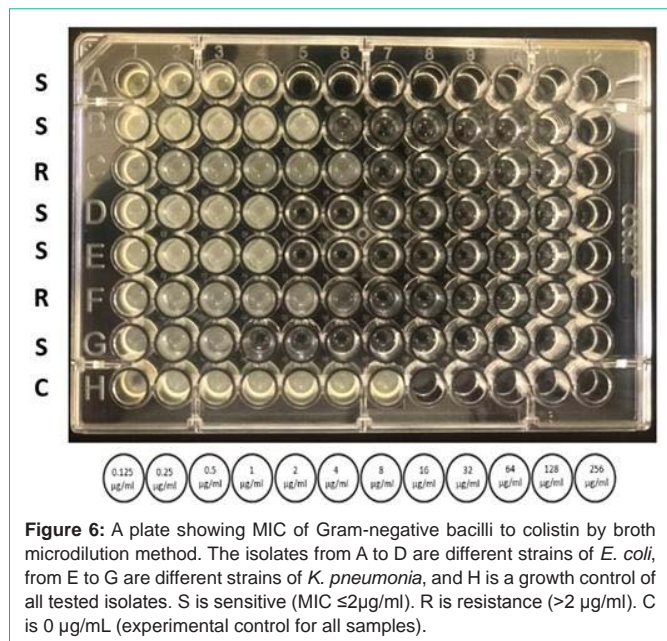 1 2 3 4 5 6 7 8 9 11 12
S A
S B
R C
S D
S E
R F
S G
C H
0.125 µg/ml 0.25 µg/ml 0.5 µg/ml 1 µg/ml 2 µg/ml 4 µg/ml 8 µg/ml 16 µg/ml 32 µg/ml 64 µg/ml 128 µg/ml 256 µg/ml
Figure 6: A plate showing MIC of Gram-negative bacilli to colistin by broth
microdilution method. The isolates from A to D are different strains of E. coli,
from E to G are different strains of K. pneumonia, and H is a growth control of
all tested isolates. S is sensitive (MIC ≤2µg/ml). R is resistance (>2 µg/ml). C
is 0 µg/mL (experimental control for all samples).